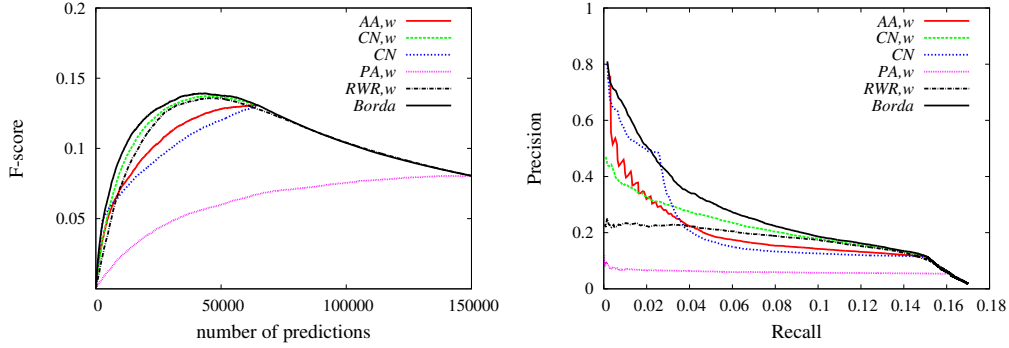 0.2
0.15
0.1
0.05
F-score
0
50000
100000
150000
number of predictions
AA,w
CN,w
CN
PA,w
RWR,w
Borda
1
0.8
0.6
0.4
0.2
0
Precision
0
0.02
0.04
0.06
0.08
0.1
0.12
0.14
0.16
0.18
Recall
AA,w
CN,w
CN
PA,w
RWR,w
Borda